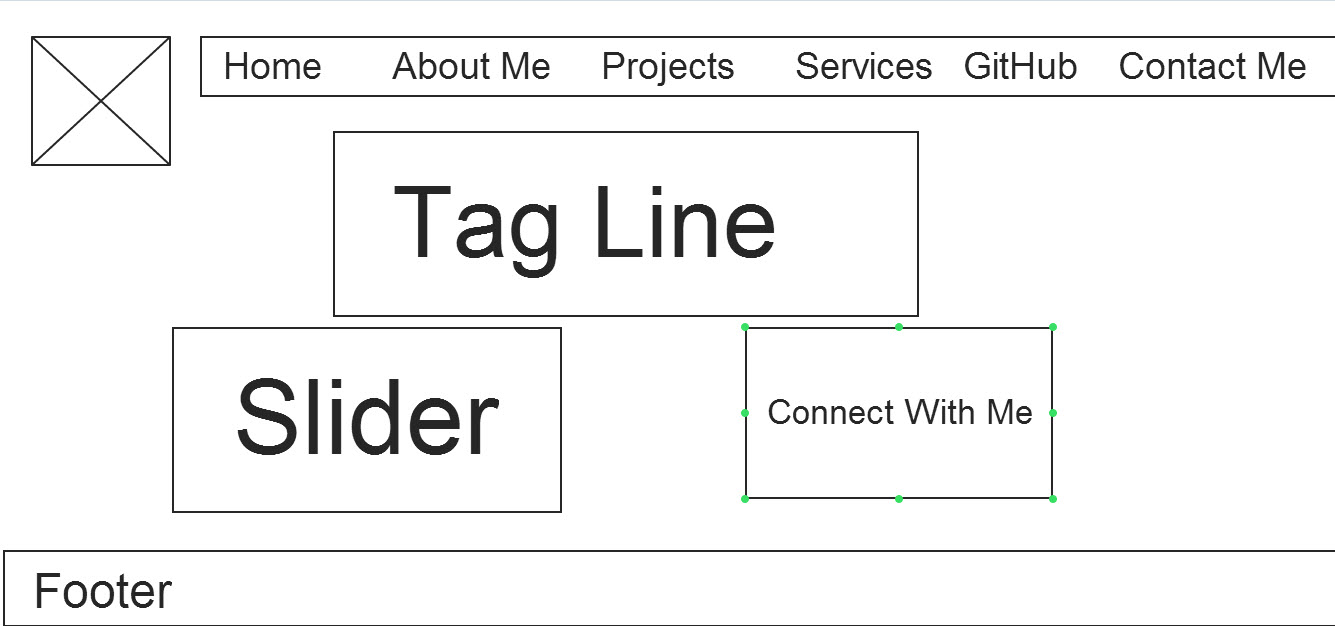 Home About Me Projects Services GitHub Contact Me
Tag Line
Slider
Connect With Me
Footer